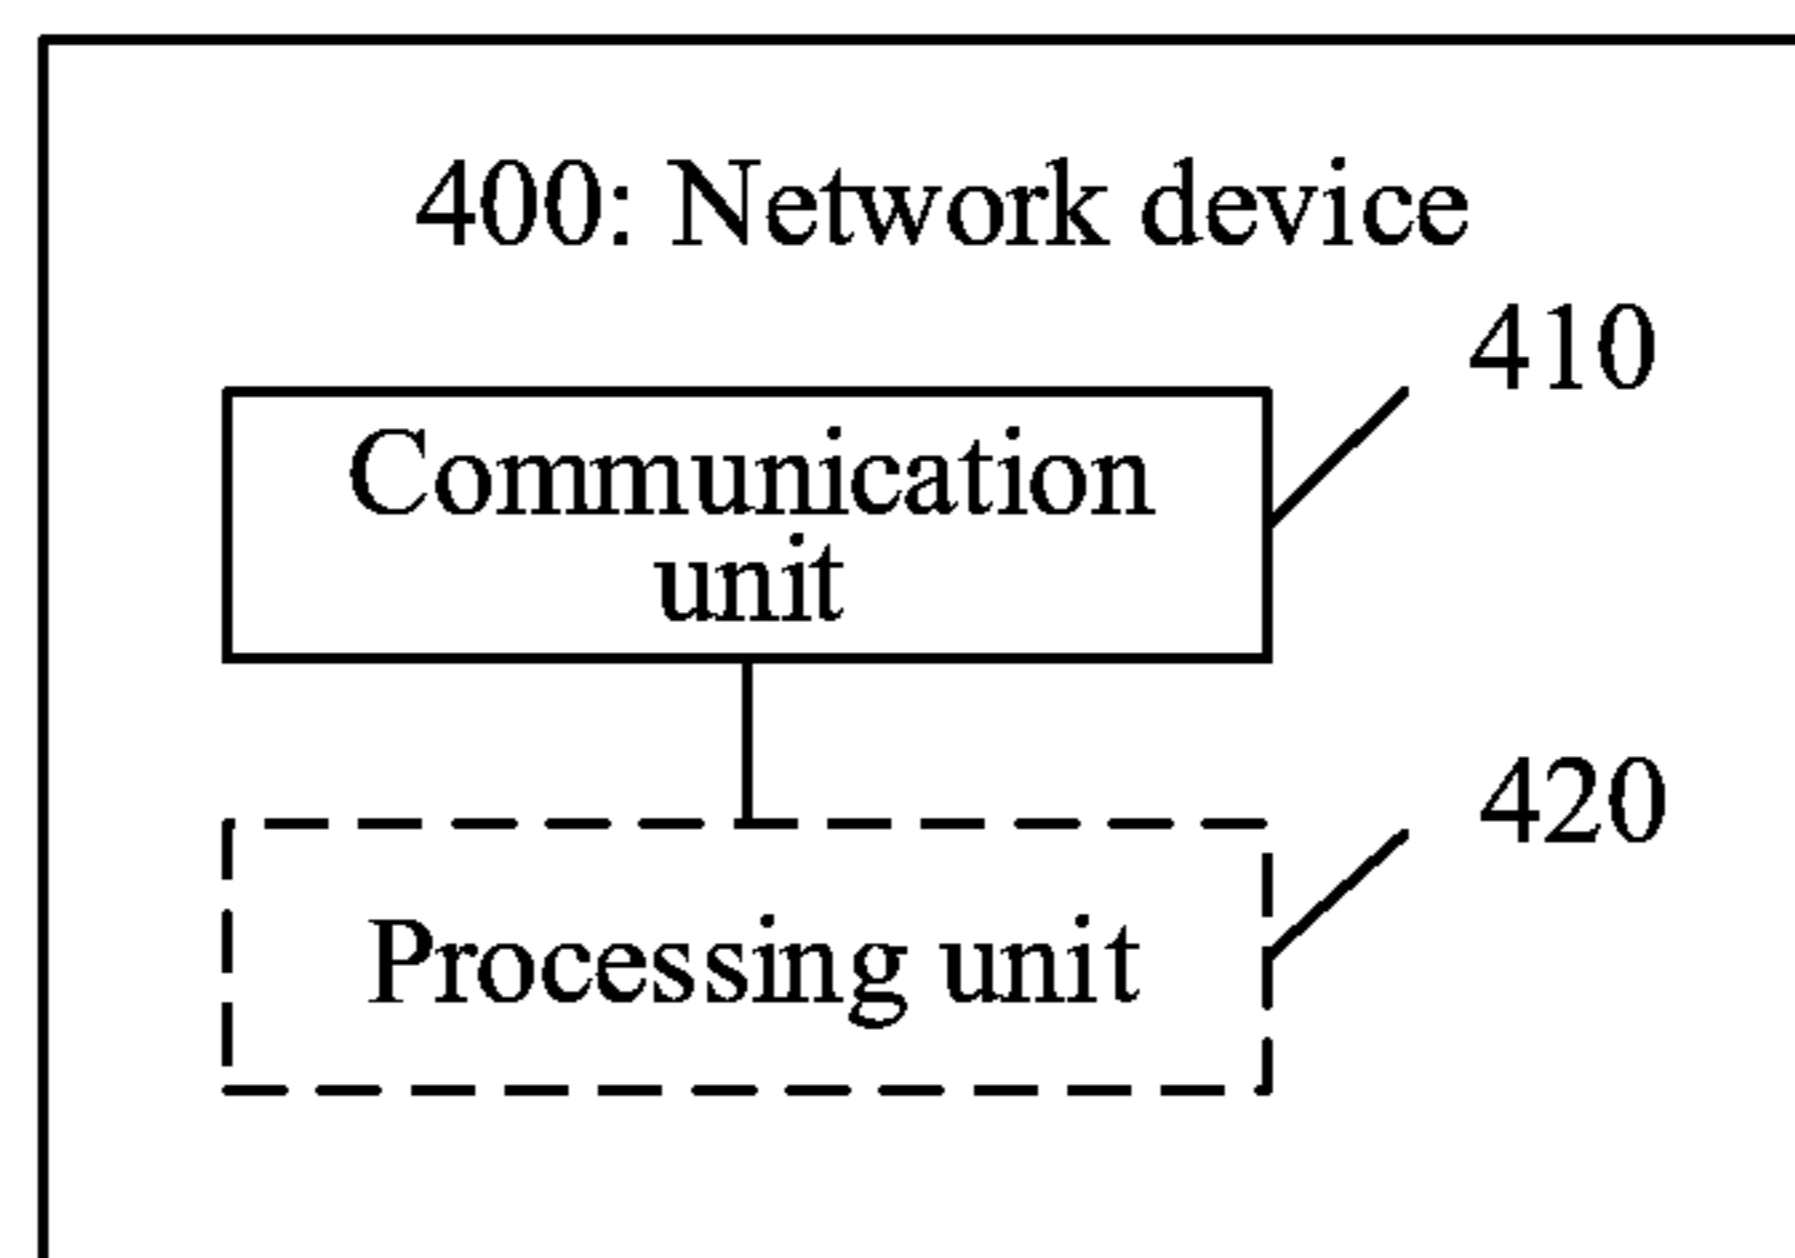 400: Network device
410
Communication
unit
420
Processing unit